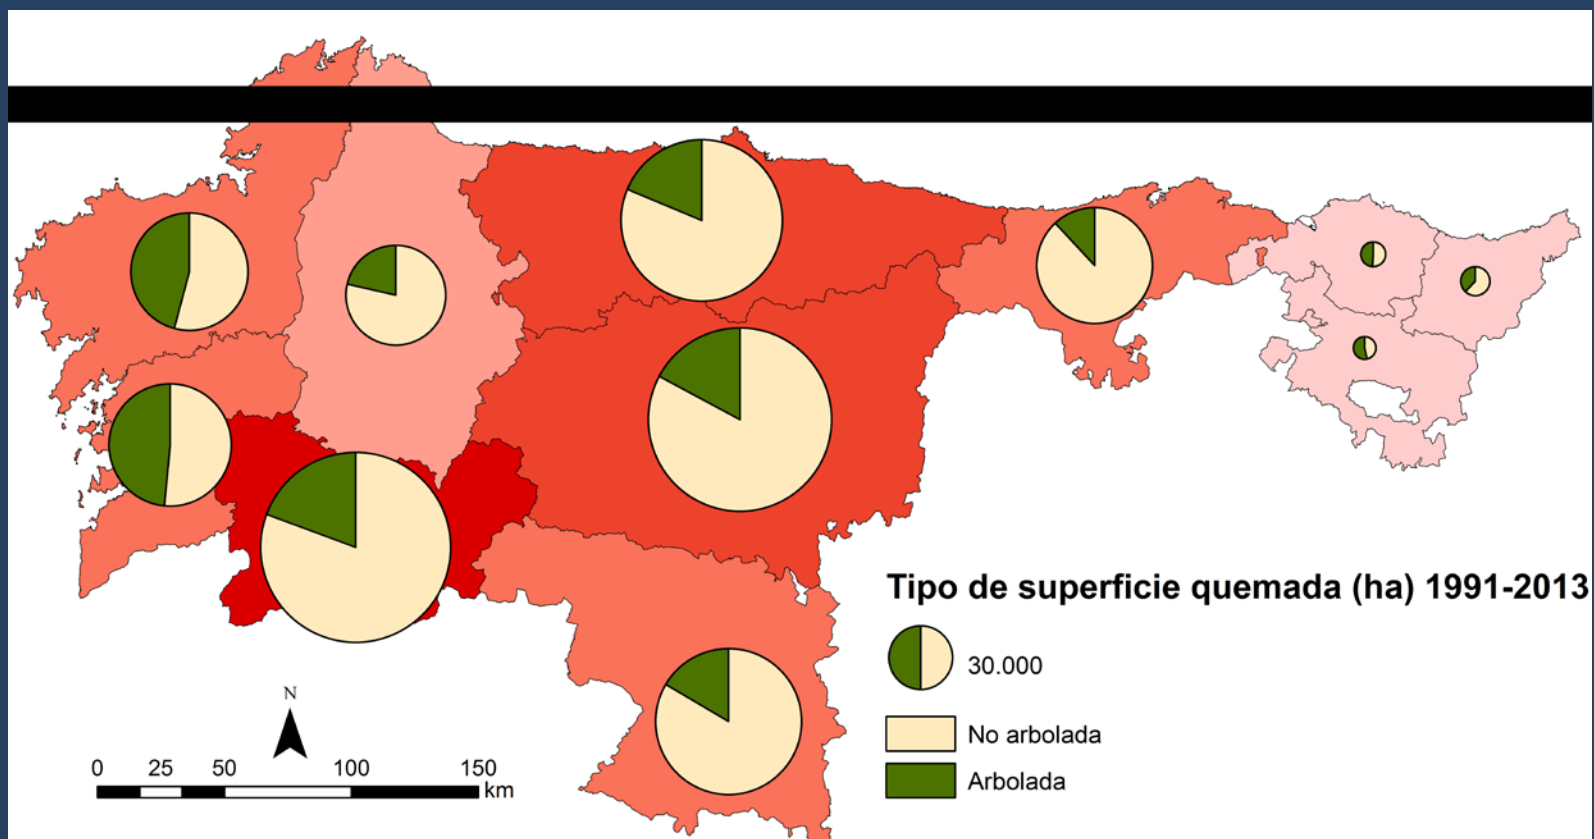 Tipo de superficie quemada (ha) 1991-2013
30.000
No arbolada
Arbolada
N
0 25 50 100 150
km